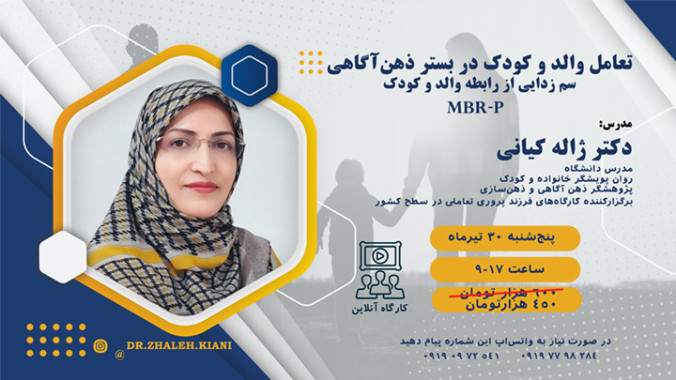 تعامل والد و کودک در بستر ذهن‌آگاهی
سم زدایی از رابطه والد و کودک
MBR-P
مدرس:
دکتر ژاله کیانی
مدرس دانشگاه
روان پویشگر خانواده و کودک
پژوهشگر ذهن آگاهی و ذهن‌سازی
برگزارکننده کارگاه‌های فرزند پروری تعاملی در سطح کشور
پنج‌شنبه ۳۰ تیرماه
ساعت ۱۷-۹
۹۰۰ هزار تومان
۴۵۰ هزارتومان
کارگاه آنلاین
در صورت نیاز به واتس‌اپ این شماره پیام دهید
۰۹۱۹ ۷۷ ۹۸ ۲۸۴
۰۹۱۹ ۰۹ ۷۲ ۵۴۱
@DR.ZHALEH.KIANI